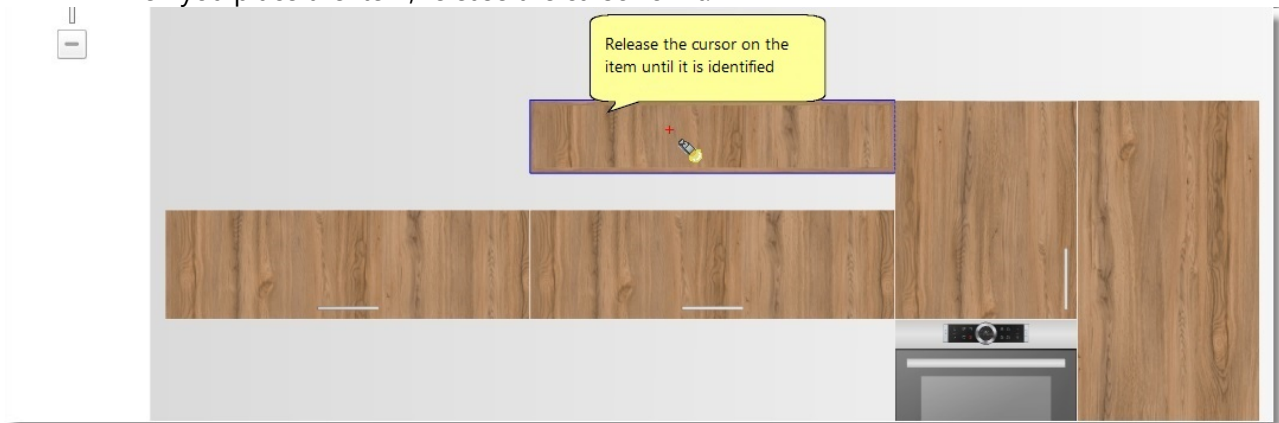 Release the cursor on the
item until it is identified